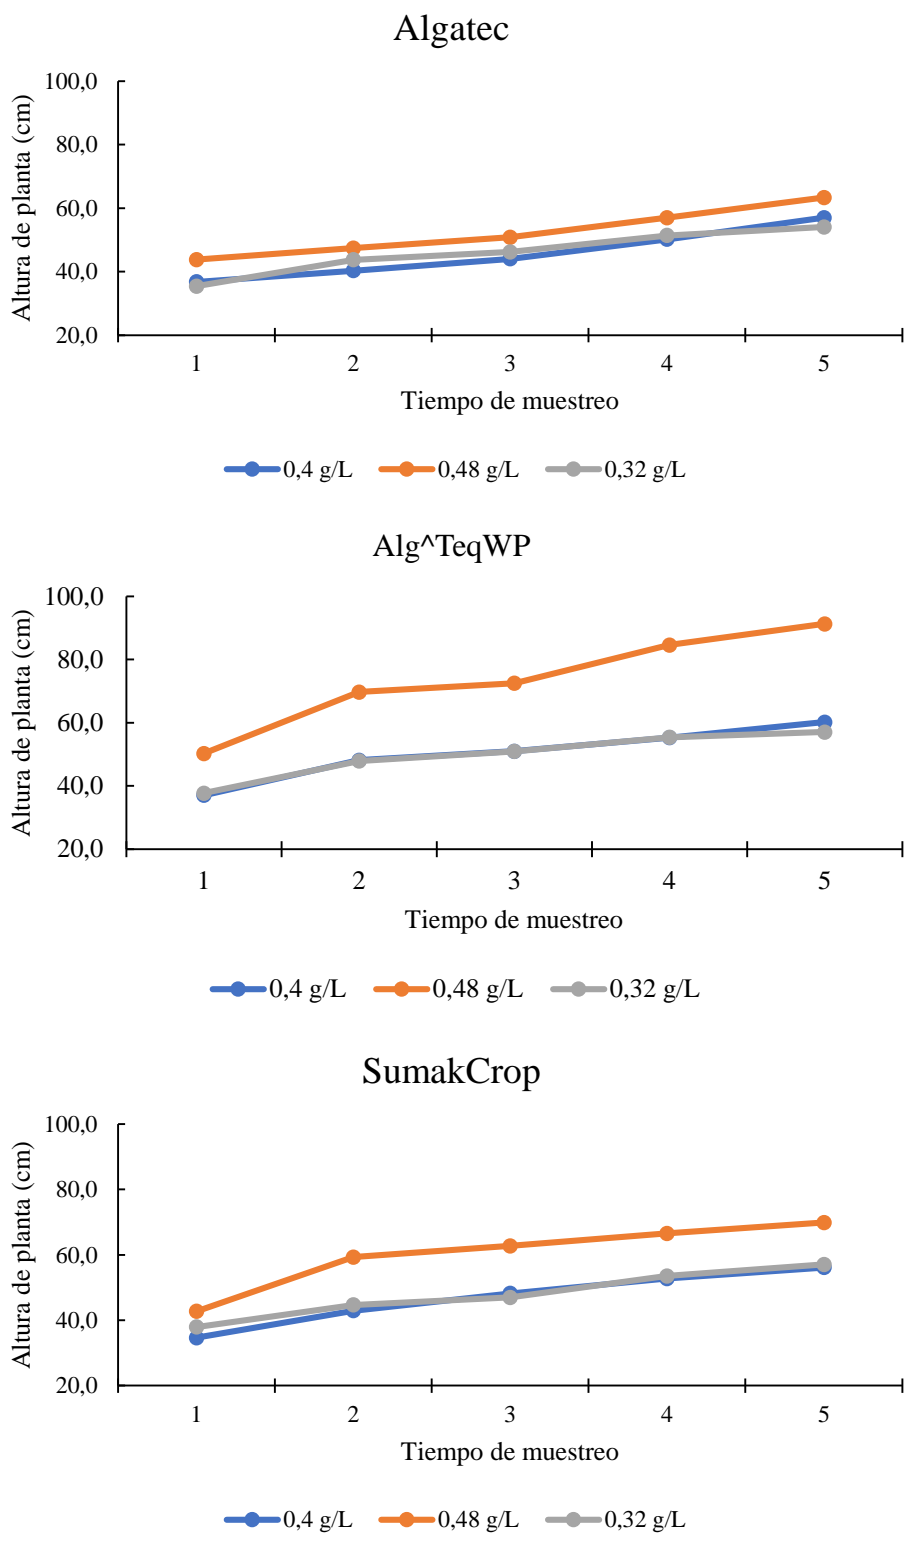 Algatec
Altura de planta (cm)
100,0
80,0
60,0
40,0
20,0
1 2 3 4 5
Tiempo de muestreo
0,4 g/L 0,48 g/L 0,32 g/L
Alg^TeqWP
Altura de planta (cm)
100,0
80,0
60,0
40,0
20,0
1 2 3 4 5
Tiempo de muestreo
0,4 g/L 0,48 g/L 0,32 g/L
SumakCrop
Altura de planta (cm)
100,0
80,0
60,0
40,0
20,0
1 2 3 4 5
Tiempo de muestreo
0,4 g/L 0,48 g/L 0,32 g/L